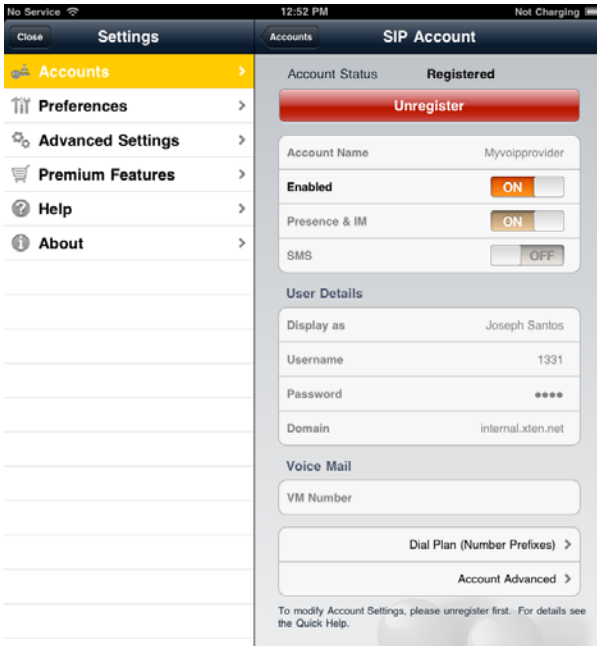 No Service 12:52 PM Not Charging
Close Settings
Accounts SIP Account
Accounts
Preferences
Advanced Settings
Premium Features
Help
About
Account Status Registered
Unregister
Account Name Myvoipprovider
Enabled ON
Presence & IM ON
SMS OFF
User Details
Display as Joseph Santos
Username 1331
Password ●●●●
Domain internal.xten.net
Voice Mail
VM Number
Dial Plan (Number Prefixes)
Account Advanced
To modify Account Settings, please unregister first. For details see
the Quick Help.